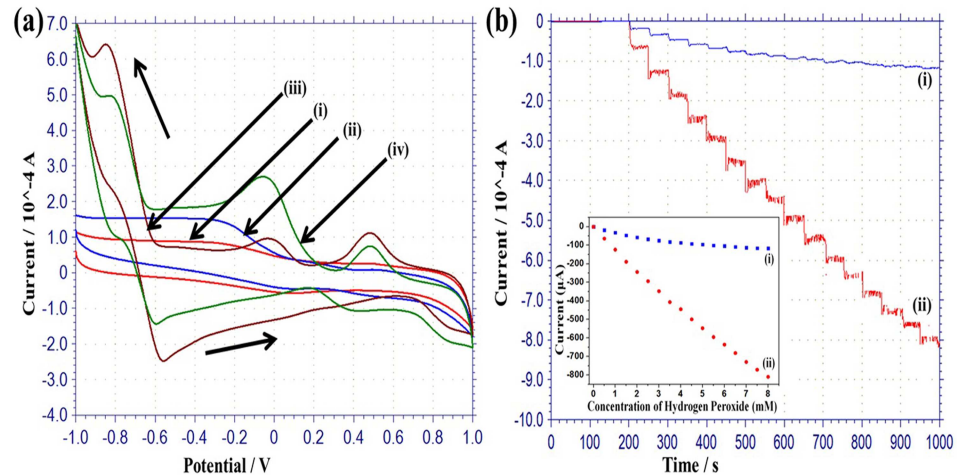 (a)
7.0
6.0
5.0
4.0
3.0
2.0
1.0
0
-1.0
-2.0
-3.0
-4.0
Current / 10^-4 A
(iii)
(i)
(ii)
(iv)
-1.0 -0.8 -0.6 -0.4 -0.2 0 0.2 0.4 0.6 0.8 1.0
Potential / V
(b)
0
-1.0
-2.0
-3.0
-4.0
-5.0
-6.0
-7.0
-8.0
-9.0
-10.0
Current / 10^-4 A
(i)
(ii)
0
-100
-200
-300
-400
-500
-600
-700
-800
Current (µA)
(i)
(ii)
0 1 2 3 4 5 6 7 8
Concentration of Hydrogen Peroxide (mM)
0 100 200 300 400 500 600 700 800 900 1000
Time / s